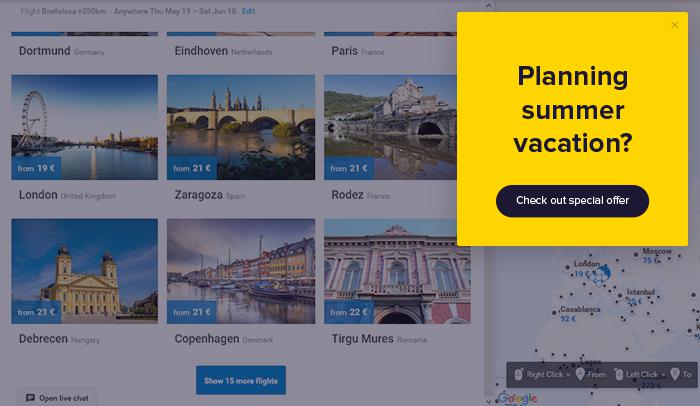 Flight Bratislava +250km - Anywhere Thu May 19 – Sat Jun 18 Edit
Dortmund Germany
Eindhoven Netherlands
Paris France
from 19 €
from 21 €
from 21 €
London United Kingdom
Zaragoza Spain
Rodez France
from 21 €
from 21 €
from 22 €
Debrecen Hungary
Copenhagen Denmark
Tirgu Mures Romania
Show 15 more flights
Open live chat
×
Planning
summer
vacation?
Check out special offer
Moscow
75 €
London
19 €
Istanbul
25 €
Casablanca
92 €
Lagos
272 €
Right Click = From Left Click = To
Google